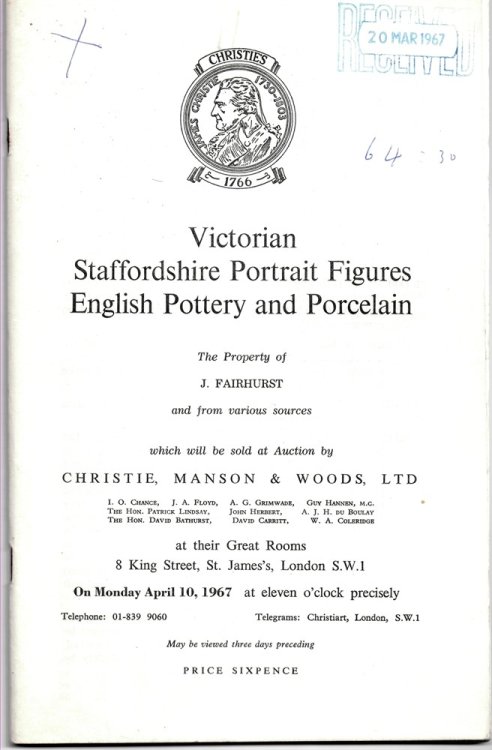 RECEIVED
20 MAR 1967
CHRISTIES
JAMES CHRISTIE 1730-1803
1766
64 : 30
Victorian
Staffordshire Portrait Figures
English Pottery and Porcelain
The Property of
J. FAIRHURST
and from various sources
which will be sold at Auction by
CHRISTIE, MANSON & WOODS, LTD
I. O. CHANCE, J. A. FLOYD, A. G. GRIMWADE, GUY HANNEN, M.C.
THE HON. PATRICK LINDSAY, JOHN HERBERT, A. J. H. DU BOULAY
THE HON. DAVID BATHURST, DAVID CARRITT, W. A. COLERIDGE
at their Great Rooms
8 King Street, St. James's, London S.W.1
On Monday April 10, 1967 at eleven o'clock precisely
Telephone: 01-839 9060 Telegrams: Christiart, London, S.W.1
May be viewed three days preceding
PRICE SIXPENCE